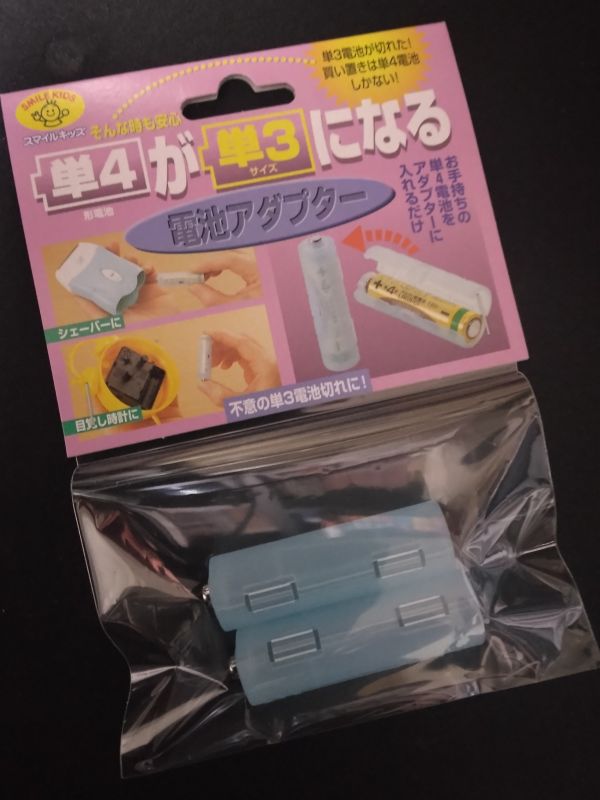 SMILE KIDS
スマイルキッズ
単3電池が切れた!
買い置きは単4電池
しかない!
そんな時も安心
単4が単3になる
形電池
サイズ
電池アダプター
お手持ちの
単4電池を
アダプターに
入れるだけ
シェーバーに
目覚し時計に
不意の単3電池切れに!